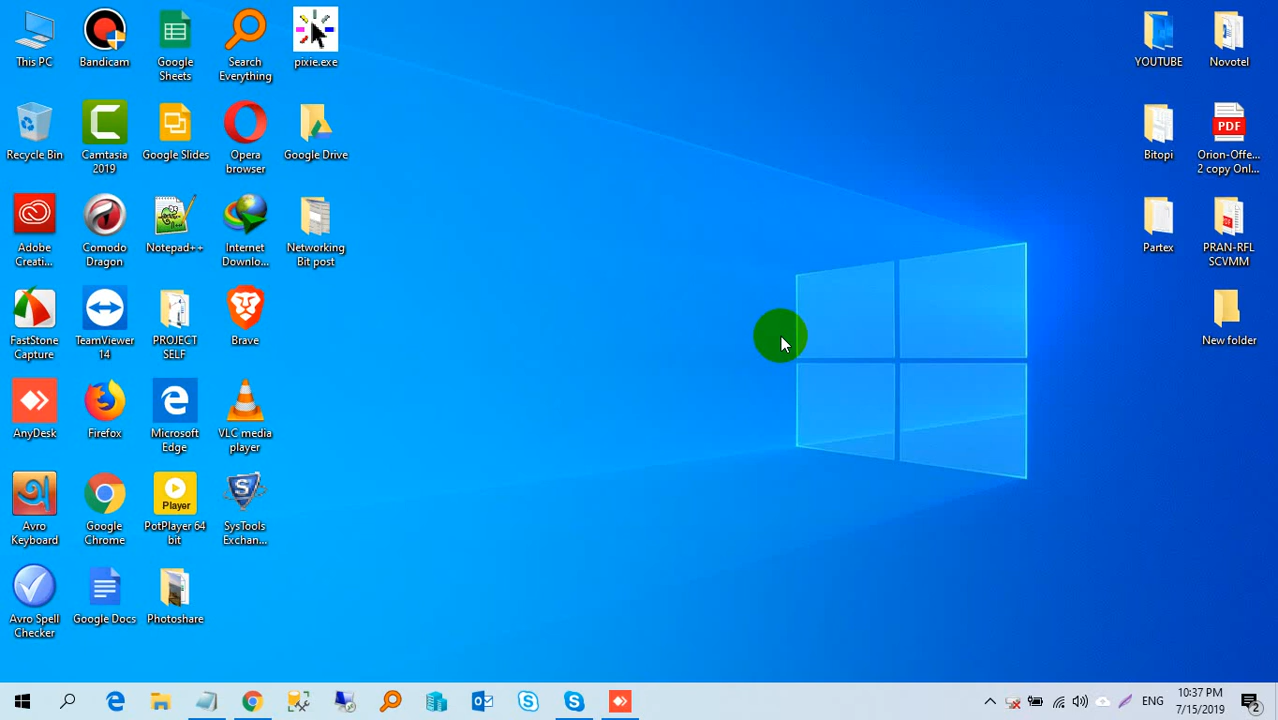 This PC
Bandicam
Google
Sheets
Search
Everything
pixie.exe
Recycle Bin
Camtasia
2019
Google Slides
Opera
browser
Google Drive
Adobe
Creati...
Comodo
Dragon
Notepad++
Internet
Downlo...
Networking
Bit post
FastStone
Capture
TeamViewer
14
PROJECT
SELF
Brave
AnyDesk
Firefox
Microsoft
Edge
VLC media
player
Avro
Keyboard
Google
Chrome
Player
PotPlayer 64
bit
SysTools
Exchan...
Avro Spell
Checker
Google Docs
Photoshare
YOUTUBE
Novotel
Bitopi
PDF
Orion-Offe...
2 copy Onl...
Partex
PRAN-RFL
SCVMM
New folder
ENG
10:37 PM
7/15/2019
2